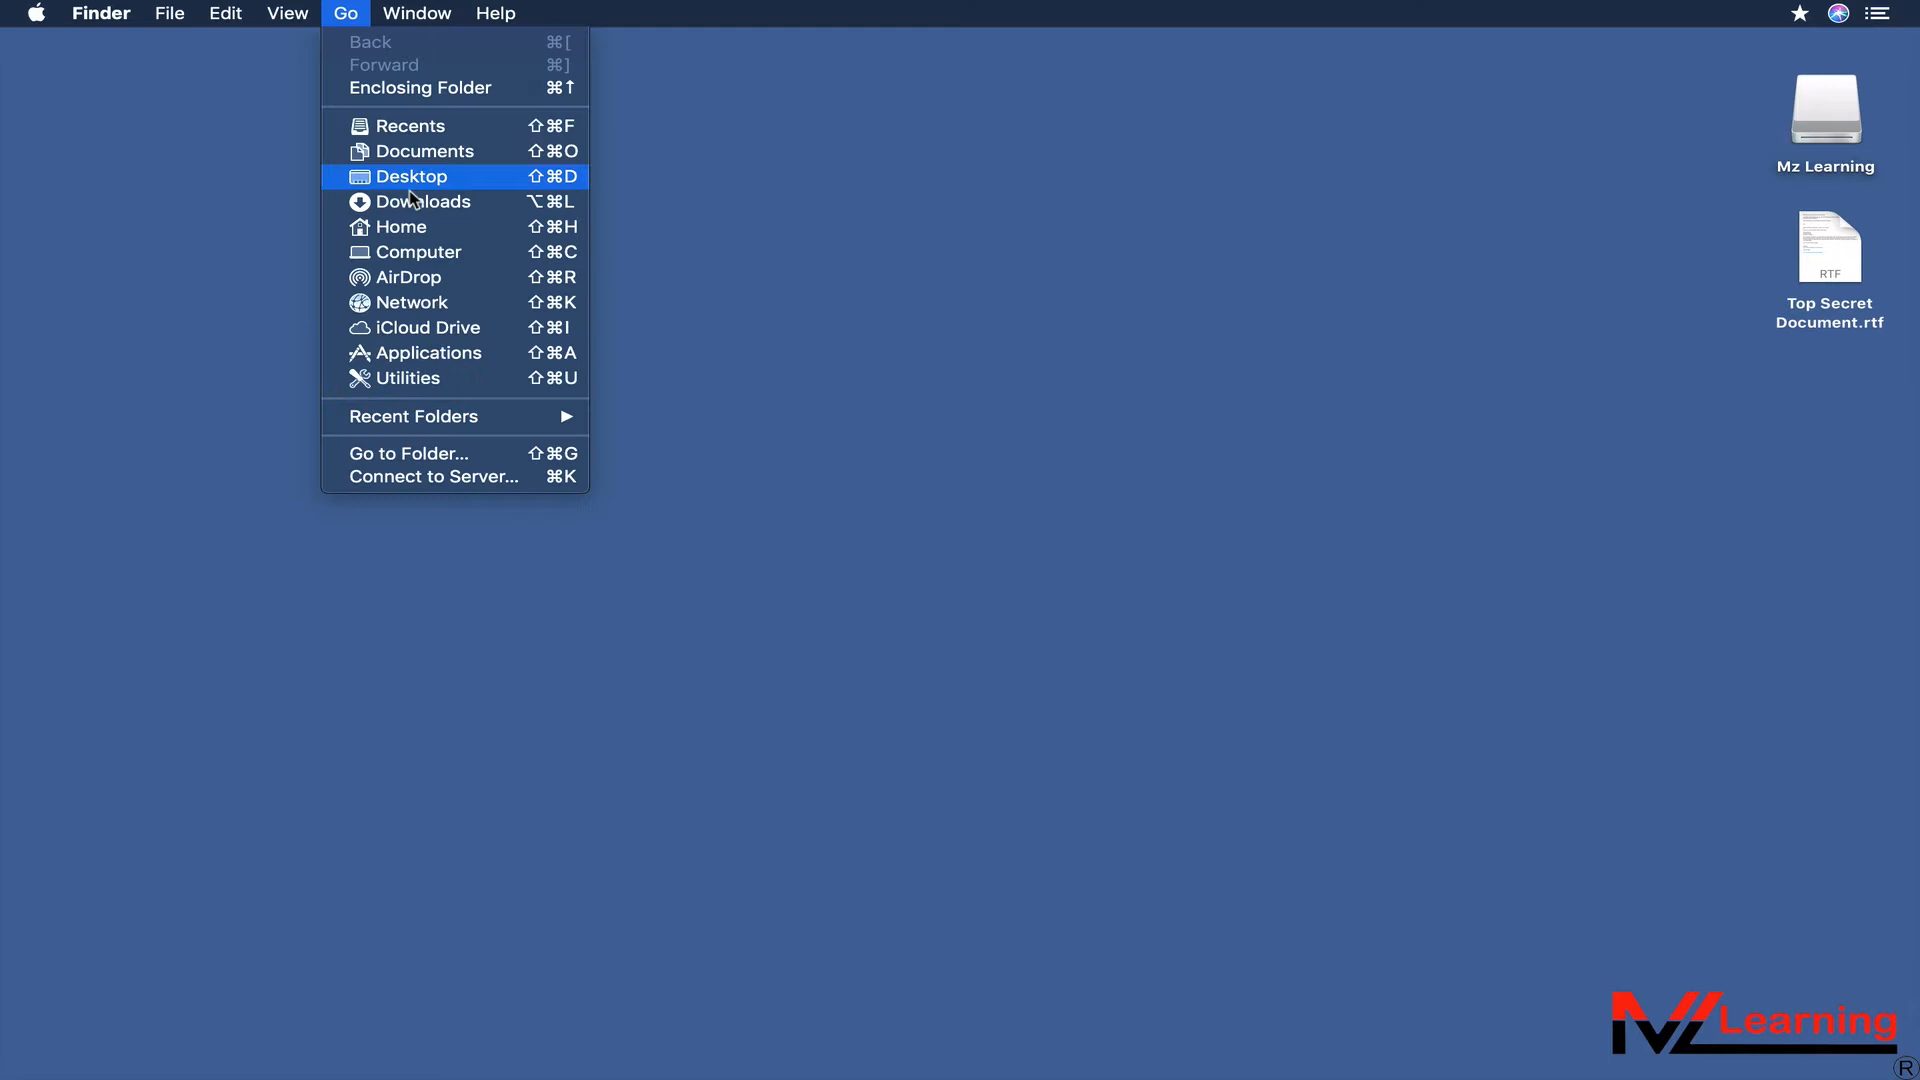 Finder File Edit View Go Window Help
Back ⌘[
Forward ⌘]
Enclosing Folder ⌘↑
Recents ⇧⌘F
Documents ⇧⌘O
Desktop ⇧⌘D
Downloads ⌥⌘L
Home ⇧⌘H
Computer ⇧⌘C
AirDrop ⇧⌘R
Network ⇧⌘K
iCloud Drive ⇧⌘I
Applications ⇧⌘A
Utilities ⇧⌘U
Recent Folders ▶
Go to Folder... ⇧⌘G
Connect to Server... ⌘K
Mz Learning
RTF
Top Secret
Document.rtf
Mz Learning
®